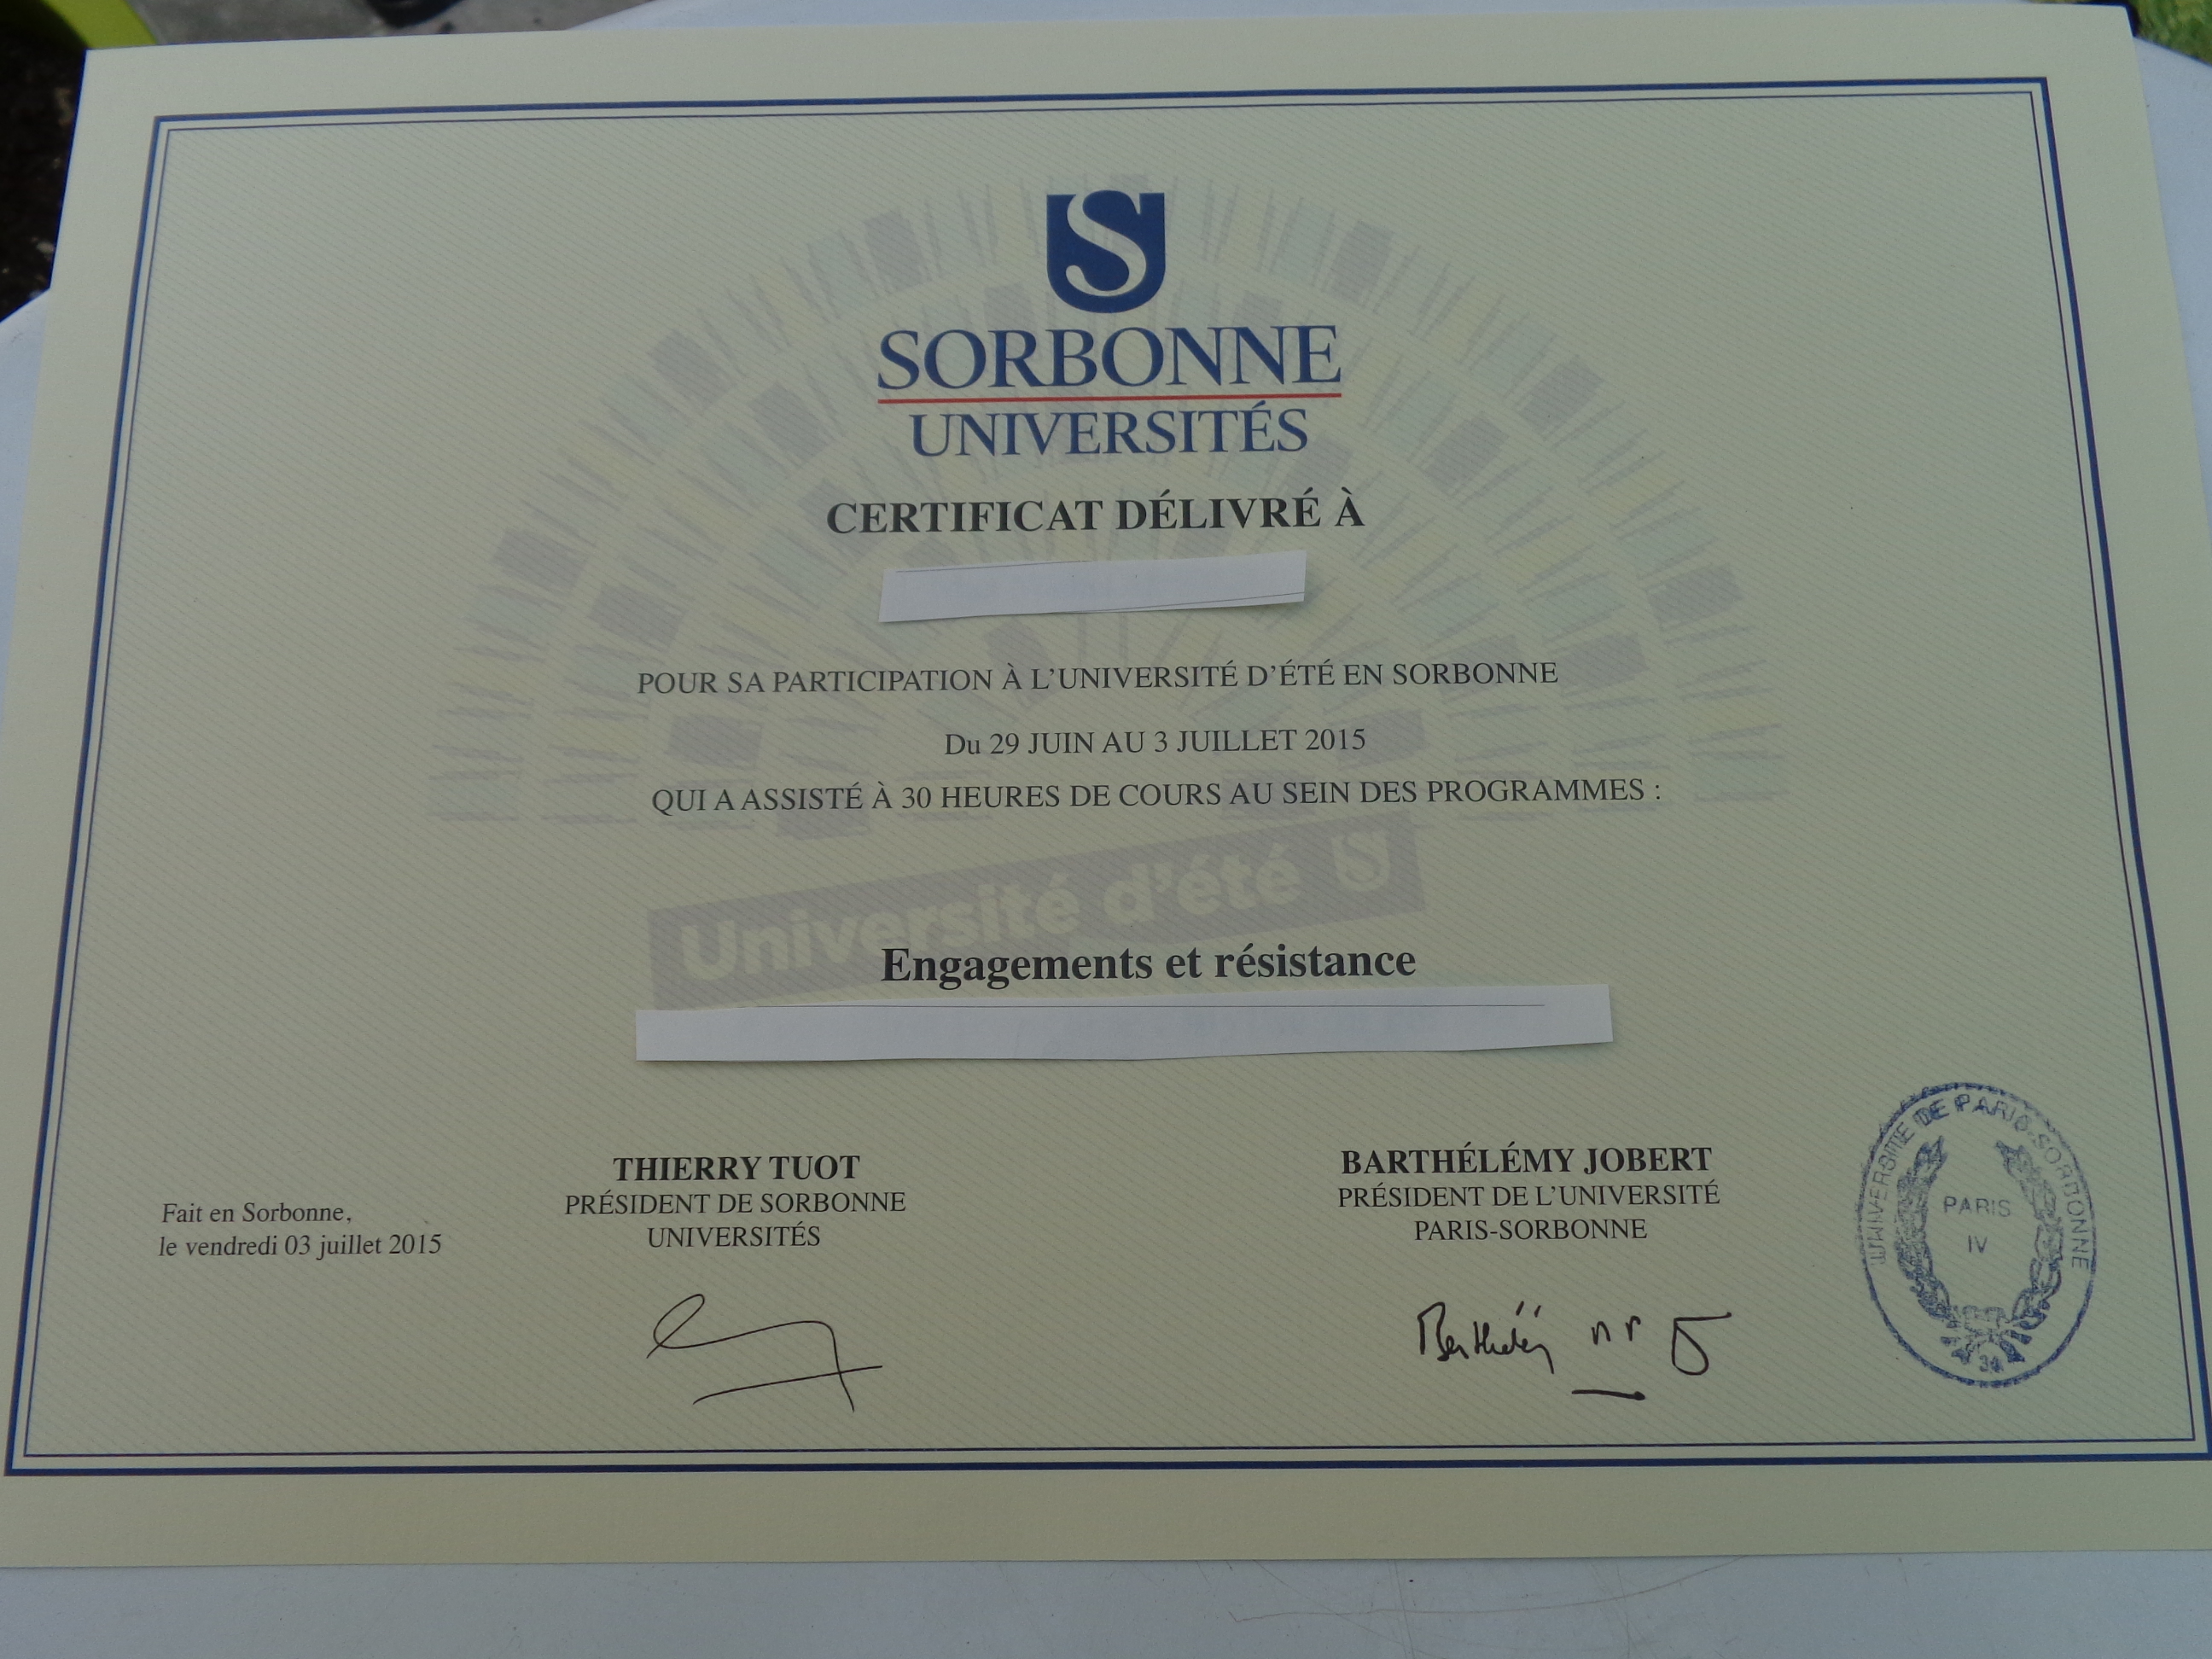 SORBONNE
UNIVERSITÉS
CERTIFICAT DÉLIVRÉ À
POUR SA PARTICIPATION À L'UNIVERSITÉ D'ÉTÉ EN SORBONNE
Du 29 JUIN AU 3 JUILLET 2015
QUI A ASSISTÉ À 30 HEURES DE COURS AU SEIN DES PROGRAMMES :
Université d'été
Engagements et résistance
Fait en Sorbonne,
le vendredi 03 juillet 2015
THIERRY TUOT
PRÉSIDENT DE SORBONNE
UNIVERSITÉS
BARTHÉLÉMY JOBERT
PRÉSIDENT DE L'UNIVERSITÉ
PARIS-SORBONNE
UNIVERSITE DE PARIS-SORBONNE
PARIS
IV